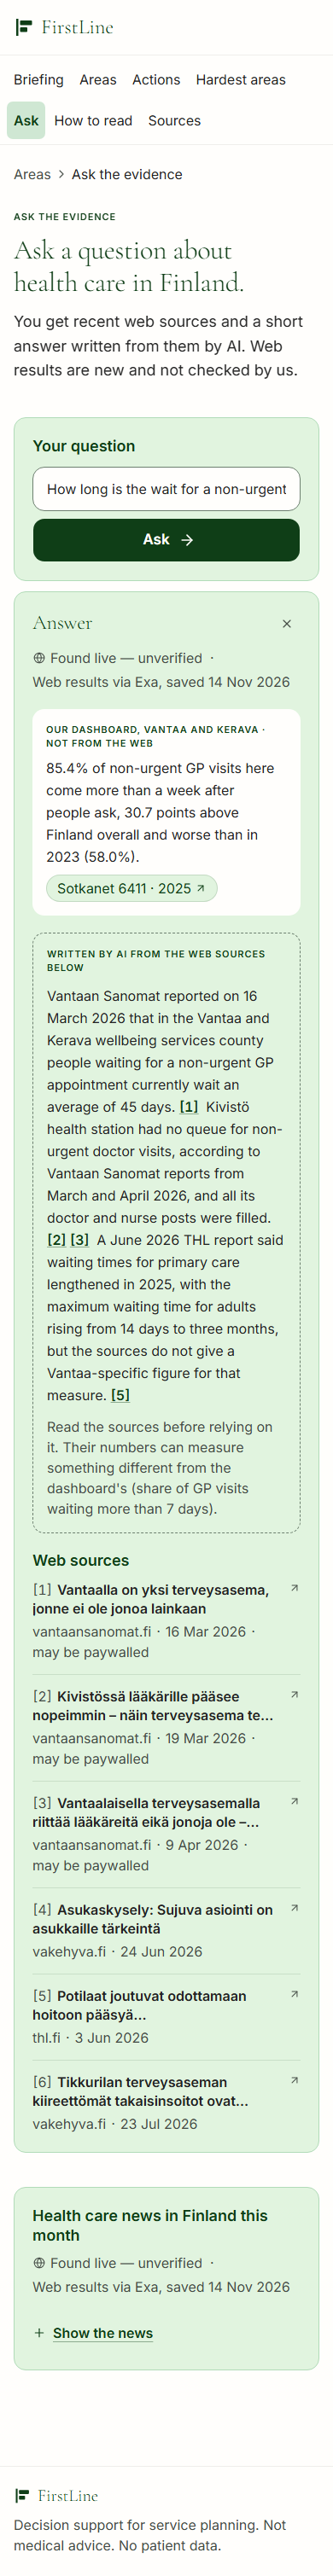 FirstLine
Briefing Areas Actions Hardest areas
Ask How to read Sources
Areas > Ask the evidence
ASK THE EVIDENCE
Ask a question about
health care in Finland.
You get recent web sources and a short
answer written from them by AI. Web
results are new and not checked by us.
Your question
How long is the wait for a non-urgent
Ask →
Answer
Found live — unverified ·
Web results via Exa, saved 14 Nov 2026
OUR DASHBOARD, VANTAA AND KERAVA ·
NOT FROM THE WEB
85.4% of non-urgent GP visits here
come more than a week after
people ask, 30.7 points above
Finland overall and worse than in
2023 (58.0%).
Sotkanet 6411 · 2025 ↗
WRITTEN BY AI FROM THE WEB SOURCES
BELOW
Vantaan Sanomat reported on 16
March 2026 that in the Vantaa and
Kerava wellbeing services county
people waiting for a non-urgent GP
appointment currently wait an
average of 45 days. [1] Kivistö
health station had no queue for non-
urgent doctor visits, according to
Vantaan Sanomat reports from
March and April 2026, and all its
doctor and nurse posts were filled.
[2] [3] A June 2026 THL report said
waiting times for primary care
lengthened in 2025, with the
maximum waiting time for adults
rising from 14 days to three months,
but the sources do not give a
Vantaa-specific figure for that
measure. [5]
Read the sources before relying on
it. Their numbers can measure
something different from the
dashboard's (share of GP visits
waiting more than 7 days).
Web sources
[1] Vantaalla on yksi terveysasema,
jonne ei ole jonoa lainkaan
vantaansanomat.fi · 16 Mar 2026 ·
may be paywalled
[2] Kivistössä lääkärille pääsee
nopeimmin – näin terveysasema te...
vantaansanomat.fi · 19 Mar 2026 ·
may be paywalled
[3] Vantaalaisella terveysasemalla
riittää lääkäreitä eikä jonoja ole –...
vantaansanomat.fi · 9 Apr 2026 ·
may be paywalled
[4] Asukaskysely: Sujuva asiointi on
asukkaille tärkeintä
vakehyva.fi · 24 Jun 2026
[5] Potilaat joutuvat odottamaan
hoitoon pääsyä...
thl.fi · 3 Jun 2026
[6] Tikkurilan terveysaseman
kiireettömät takaisinsoitot ovat...
vakehyva.fi · 23 Jul 2026
Health care news in Finland this
month
Found live — unverified ·
Web results via Exa, saved 14 Nov 2026
+ Show the news
FirstLine
Decision support for service planning. Not
medical advice. No patient data.